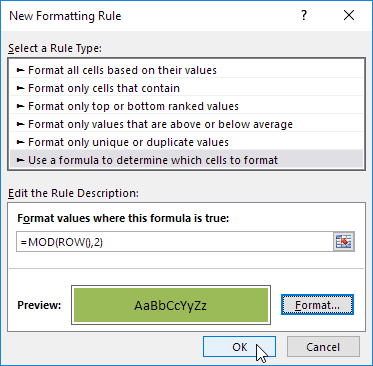 New Formatting Rule
Select a Rule Type:
► Format all cells based on their values
► Format only cells that contain
► Format only top or bottom ranked values
► Format only values that are above or below average
► Format only unique or duplicate values
► Use a formula to determine which cells to format
Edit the Rule Description:
Format values where this formula is true:
=MOD(ROW(),2)
Preview: AaBbCcYyZz Format...
OK Cancel